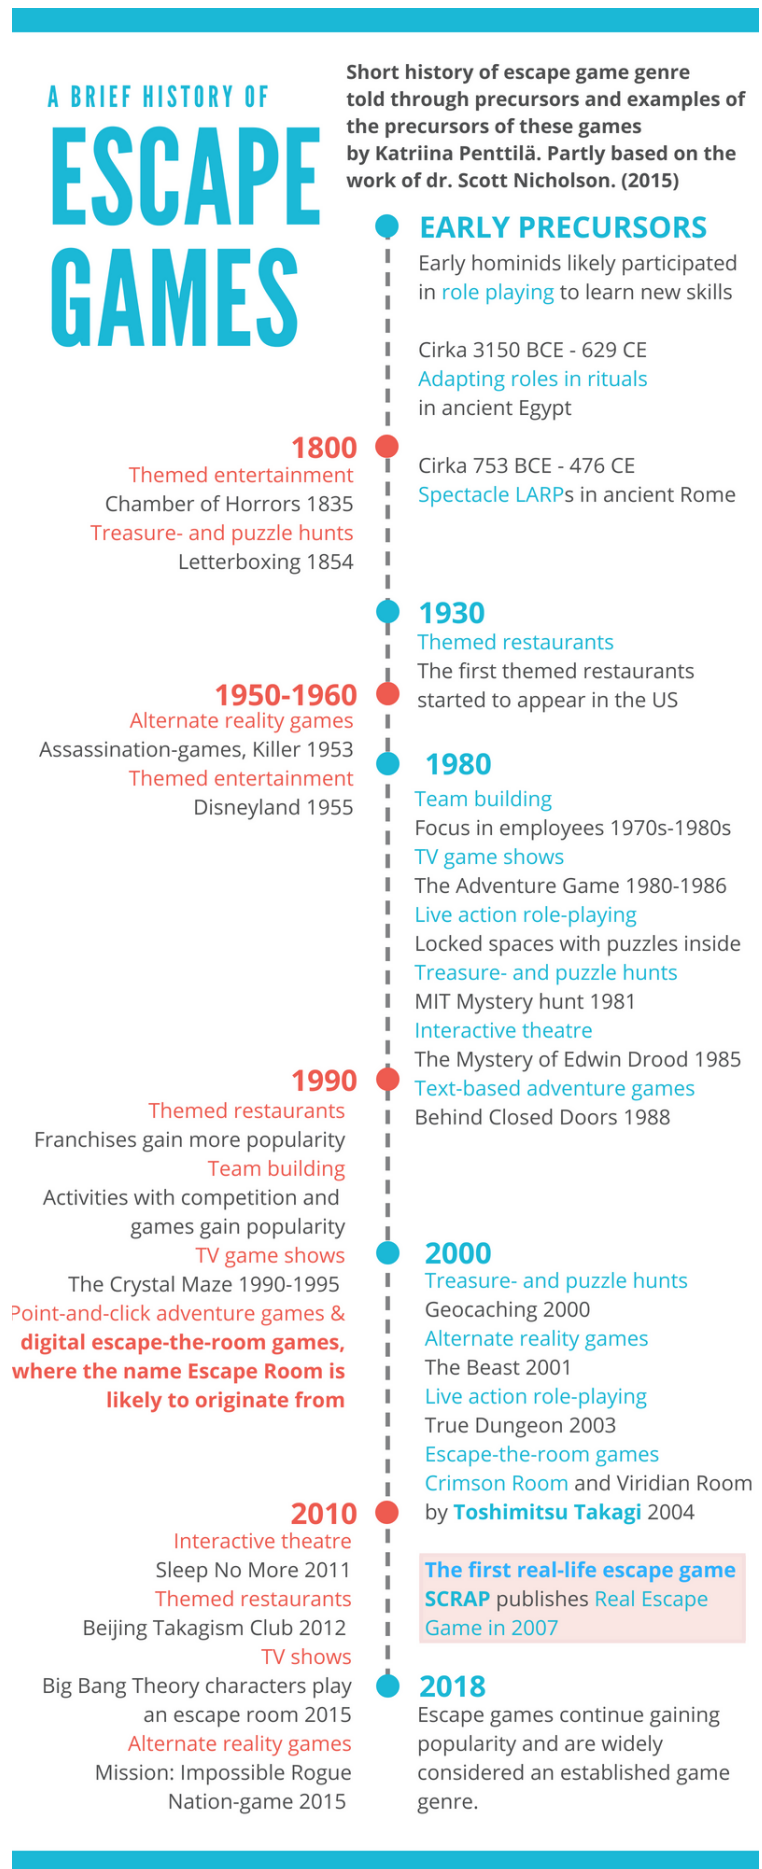 A BRIEF HISTORY OF
ESCAPE
GAMES
Short history of escape game genre
told through precursors and examples of
the precursors of these games
by Katriina Penttilä. Partly based on the
work of dr. Scott Nicholson. (2015)
EARLY PRECURSORS
Early hominids likely participated
in role playing to learn new skills
Cirka 3150 BCE - 629 CE
Adapting roles in rituals
in ancient Egypt
Cirka 753 BCE - 476 CE
Spectacle LARPs in ancient Rome
1800
Themed entertainment
Chamber of Horrors 1835
Treasure- and puzzle hunts
Letterboxing 1854
1930
Themed restaurants
The first themed restaurants
started to appear in the US
1950-1960
Alternate reality games
Assassination-games, Killer 1953
Themed entertainment
Disneyland 1955
1980
Team building
Focus in employees 1970s-1980s
TV game shows
The Adventure Game 1980-1986
Live action role-playing
Locked spaces with puzzles inside
Treasure- and puzzle hunts
MIT Mystery hunt 1981
Interactive theatre
The Mystery of Edwin Drood 1985
Text-based adventure games
Behind Closed Doors 1988
1990
Themed restaurants
Franchises gain more popularity
Team building
Activities with competition and
games gain popularity
TV game shows
The Crystal Maze 1990-1995
Point-and-click adventure games &
digital escape-the-room games,
where the name Escape Room is
likely to originate from
2000
Treasure- and puzzle hunts
Geocaching 2000
Alternate reality games
The Beast 2001
Live action role-playing
True Dungeon 2003
Escape-the-room games
Crimson Room and Viridian Room
by Toshimitsu Takagi 2004
The first real-life escape game
SCRAP publishes Real Escape
Game in 2007
2010
Interactive theatre
Sleep No More 2011
Themed restaurants
Beijing Takagism Club 2012
TV shows
Big Bang Theory characters play
an escape room 2015
Alternate reality games
Mission: Impossible Rogue
Nation-game 2015
2018
Escape games continue gaining
popularity and are widely
considered an established game
genre.